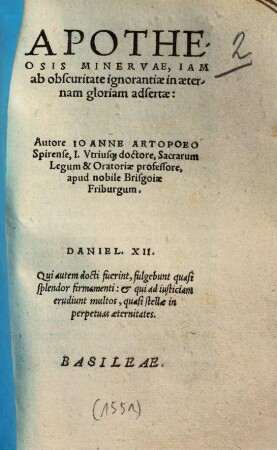 APOTHE-
OSIS MINERVAE, IAM
ab obscuritate ignorantiæ in æter-
nam gloriam adsertæ:
2
Autore IOANNE ARTOPOEO
Spirense, I. Vtriusq; doctore, Sacrarum
Legum & Oratoriæ professore,
apud nobile Brisgoiæ
Friburgum.
DANIEL. XII.
Qui autem docti fuerint, fulgebunt quasi
splendor firmamenti: & qui ad iusticiam
erudiunt multos, quasi stellæ in
perpetuas æternitates.
BASILEAE.
(1551)